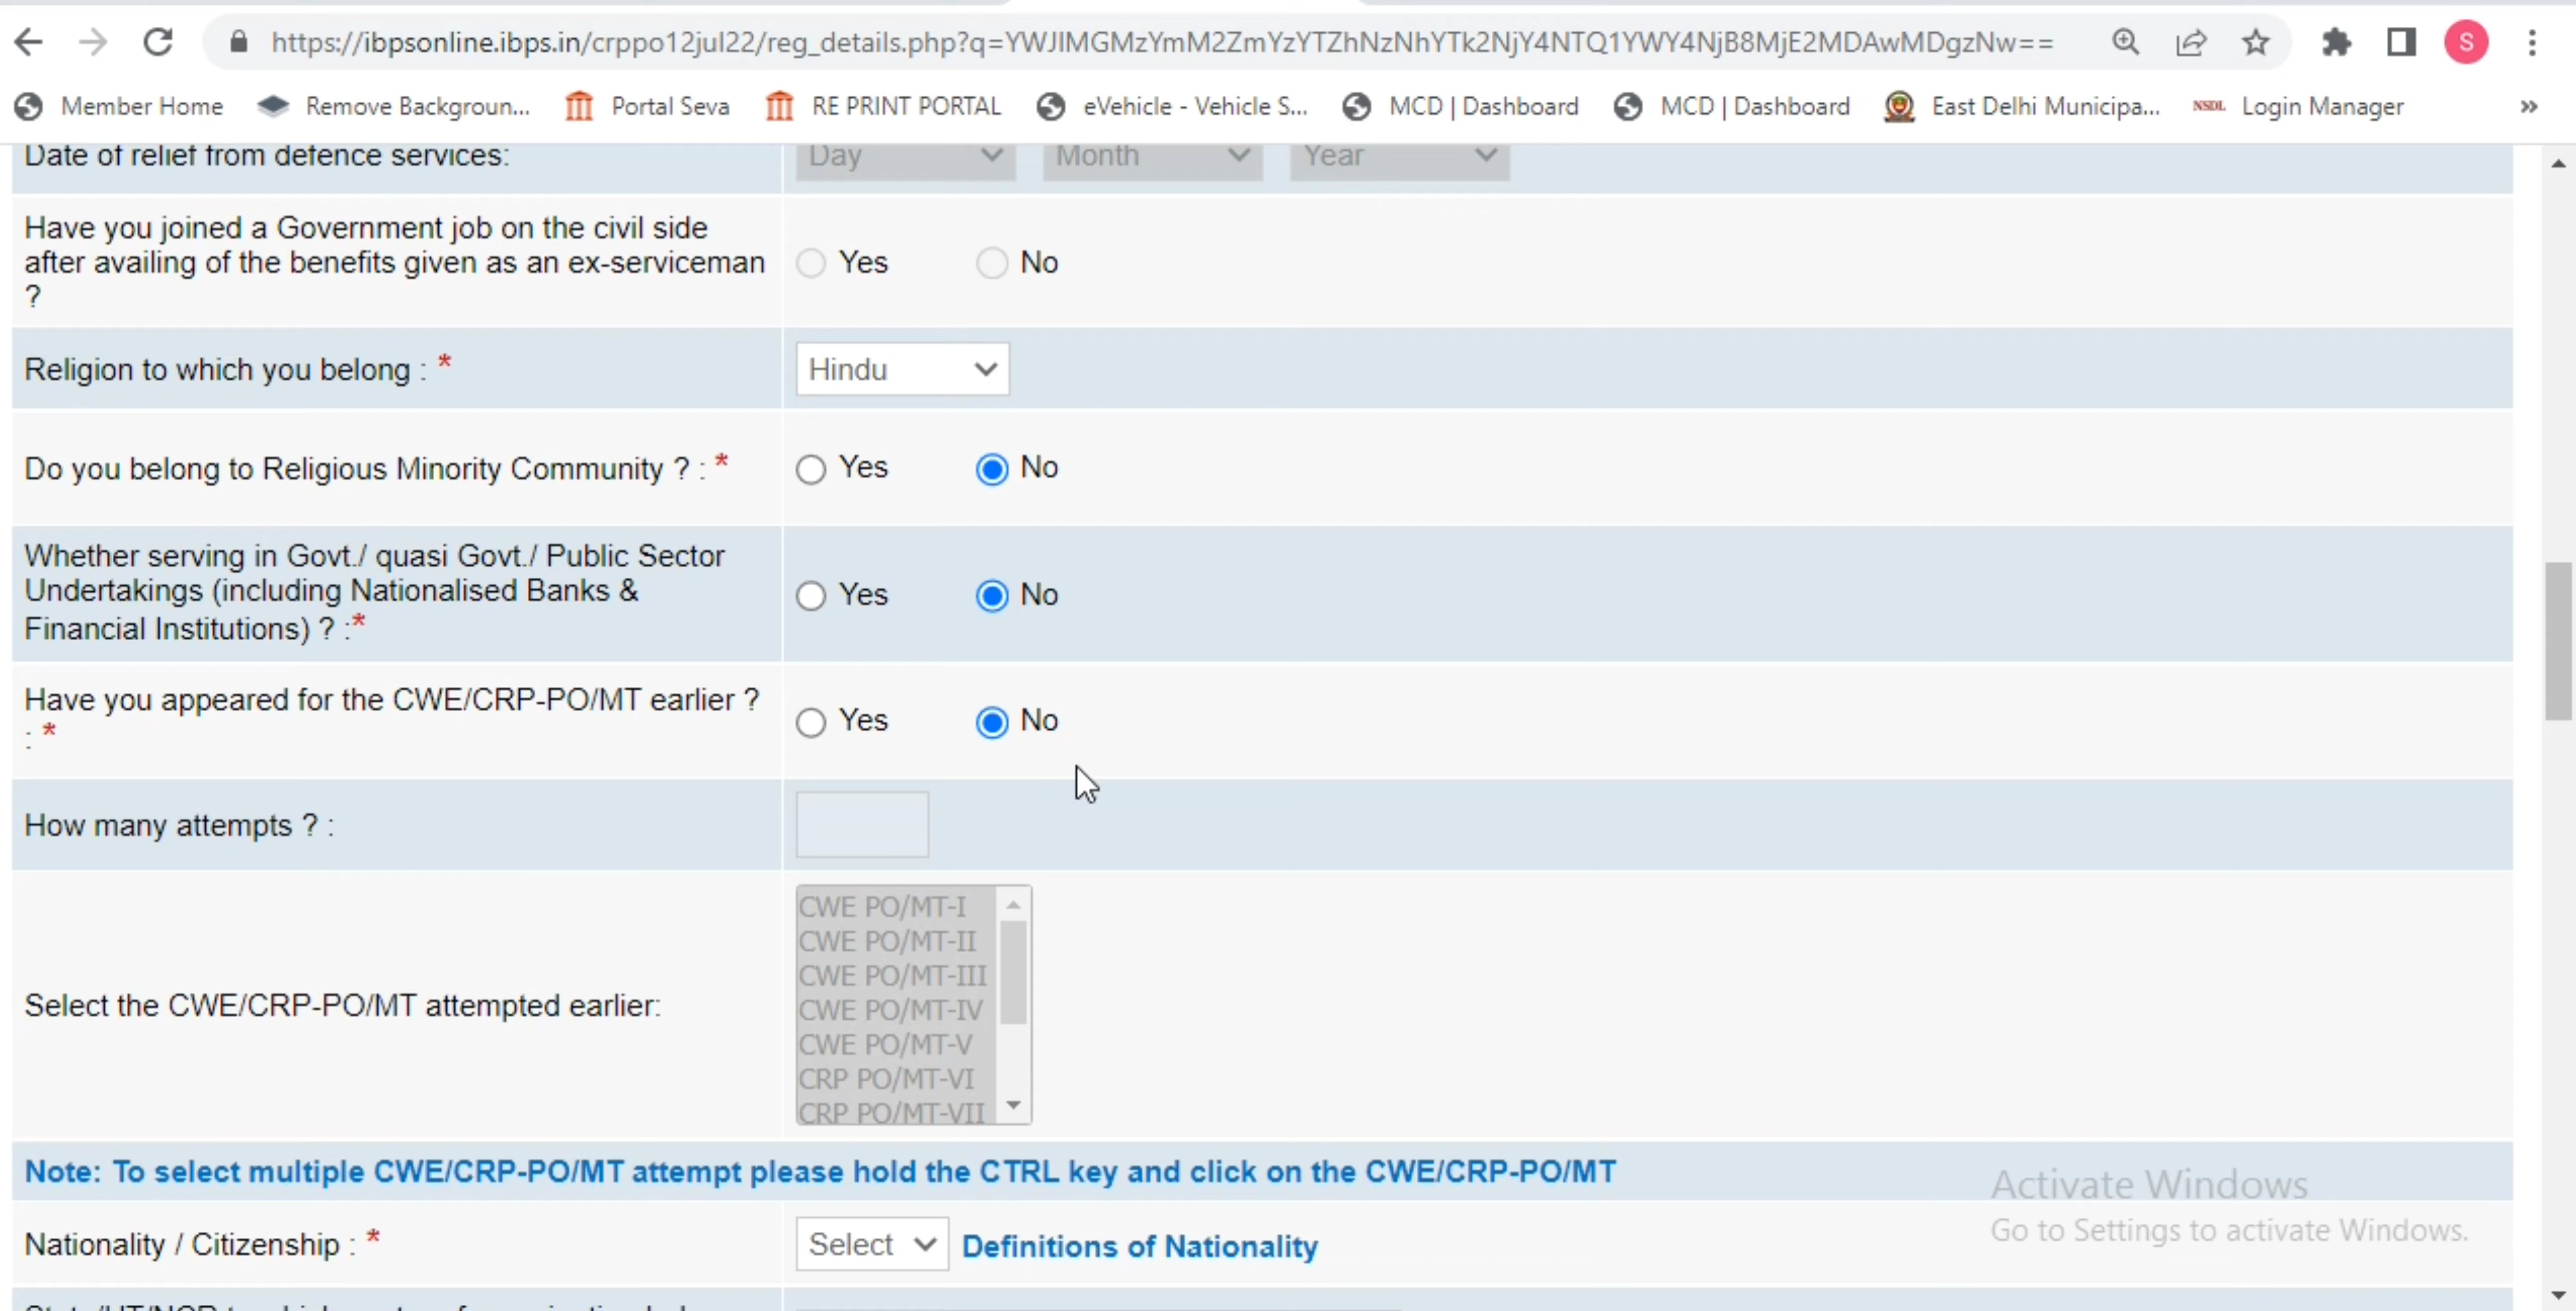 https://ibpsonline.ibps.in/crppo12jul22/reg_details.php?q=YWJIMGMzYmM2ZmYzYTZhNzNhYTk2NjY4NTQ1YWY4NjB8MjE2MDAwMDgzNw==
S
Member Home Remove Backgroun... Portal Seva RE PRINT PORTAL eVehicle - Vehicle S... MCD | Dashboard MCD | Dashboard East Delhi Municipa... NSDL Login Manager »
Date of relief from defence services: Day Month Year
Have you joined a Government job on the civil side
after availing of the benefits given as an ex-serviceman
?
Yes No
Religion to which you belong : * Hindu
Do you belong to Religious Minority Community ? : * Yes No
Whether serving in Govt./ quasi Govt./ Public Sector
Undertakings (including Nationalised Banks &
Financial Institutions) ? :*
Yes No
Have you appeared for the CWE/CRP-PO/MT earlier ?
: *
Yes No
How many attempts ? :
Select the CWE/CRP-PO/MT attempted earlier:
CWE PO/MT-I
CWE PO/MT-II
CWE PO/MT-III
CWE PO/MT-IV
CWE PO/MT-V
CRP PO/MT-VI
CRP PO/MT-VII
Note: To select multiple CWE/CRP-PO/MT attempt please hold the CTRL key and click on the CWE/CRP-PO/MT
Nationality / Citizenship : * Select Definitions of Nationality
Activate Windows
Go to Settings to activate Windows.